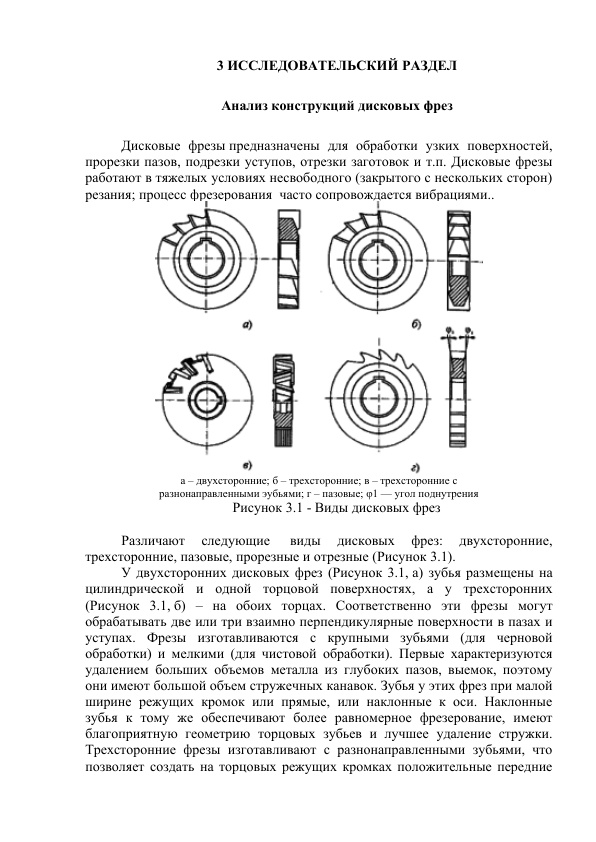 3 ИССЛЕДОВАТЕЛЬСКИЙ РАЗДЕЛ
Анализ конструкций дисковых фрез
Дисковые фрезы предназначены для обработки узких поверхностей,
прорезки пазов, подрезки уступов, отрезки заготовок и т.п. Дисковые фрезы
работают в тяжелых условиях несвободного (закрытого с нескольких сторон)
резания; процесс фрезерования часто сопровождается вибрациями..
а) б)
φ₁ φ₁
в) г)
а – двухсторонние; б – трехсторонние; в – трехсторонние с
разнонаправленными эубьями; г – пазовые; φ1 — угол поднутрения
Рисунок 3.1 - Виды дисковых фрез
Различают следующие виды дисковых фрез: двухсторонние,
трехсторонние, пазовые, прорезные и отрезные (Рисунок 3.1).
У двухсторонних дисковых фрез (Рисунок 3.1, а) зубья размещены на
цилиндрической и одной торцовой поверхностях, а у трехсторонних
(Рисунок 3.1, б) – на обоих торцах. Соответственно эти фрезы могут
обрабатывать две или три взаимно перпендикулярные поверхности в пазах и
уступах. Фрезы изготавливаются с крупными зубьями (для черновой
обработки) и мелкими (для чистовой обработки). Первые характеризуются
удалением больших объемов металла из глубоких пазов, выемок, поэтому
они имеют большой объем стружечных канавок. Зубья у этих фрез при малой
ширине режущих кромок или прямые, или наклонные к оси. Наклонные
зубья к тому же обеспечивают более равномерное фрезерование, имеют
благоприятную геометрию торцовых зубьев и лучшее удаление стружки.
Трехсторонние фрезы изготавливают с разнонаправленными зубьями, что
позволяет создать на торцовых режущих кромках положительные передние